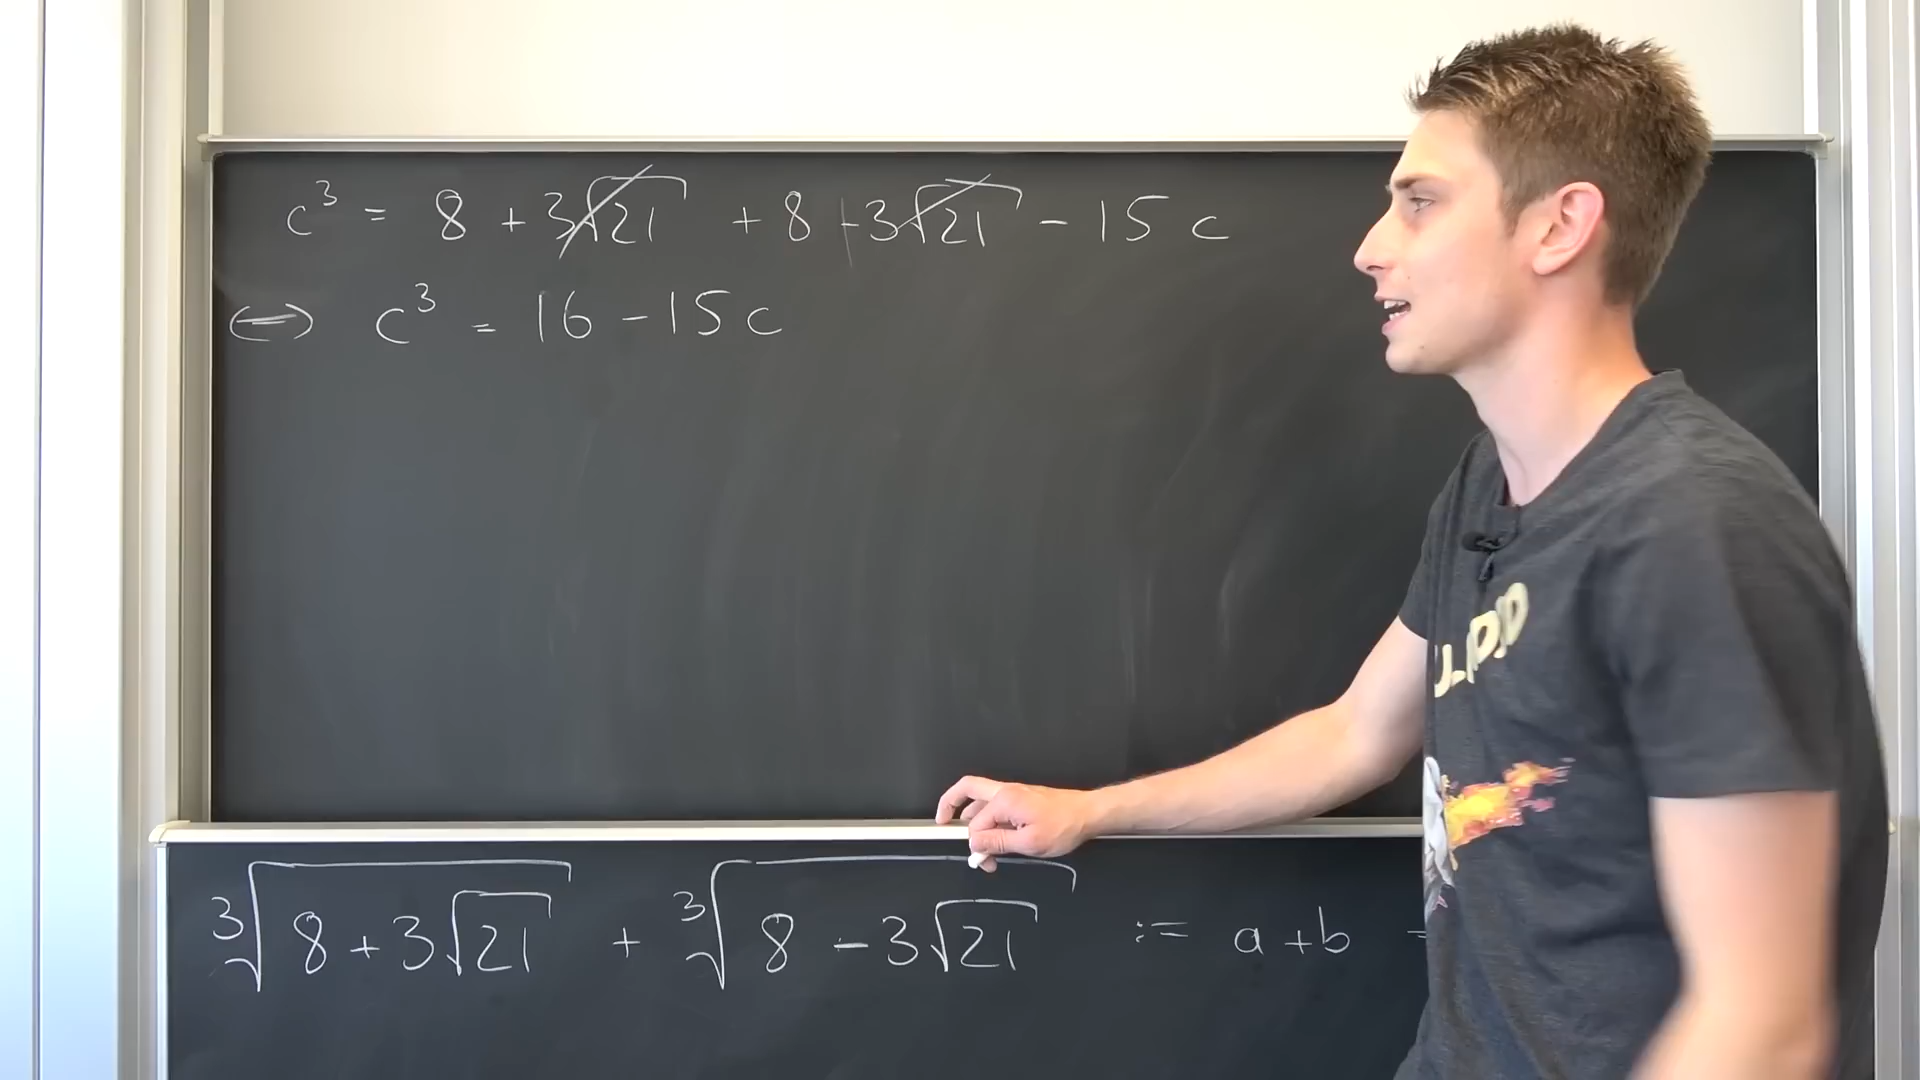 c³ = 8 + 3√21 + 8 - 3√21 - 15c
⟺ c³ = 16 - 15c
∛(8 + 3√21) + ∛(8 - 3√21) := a + b =